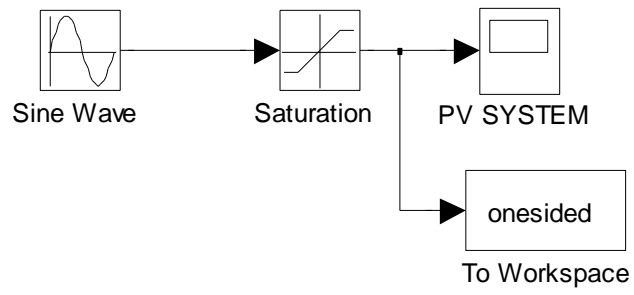 Sine Wave
Saturation
PV SYSTEM
onesided
To Workspace